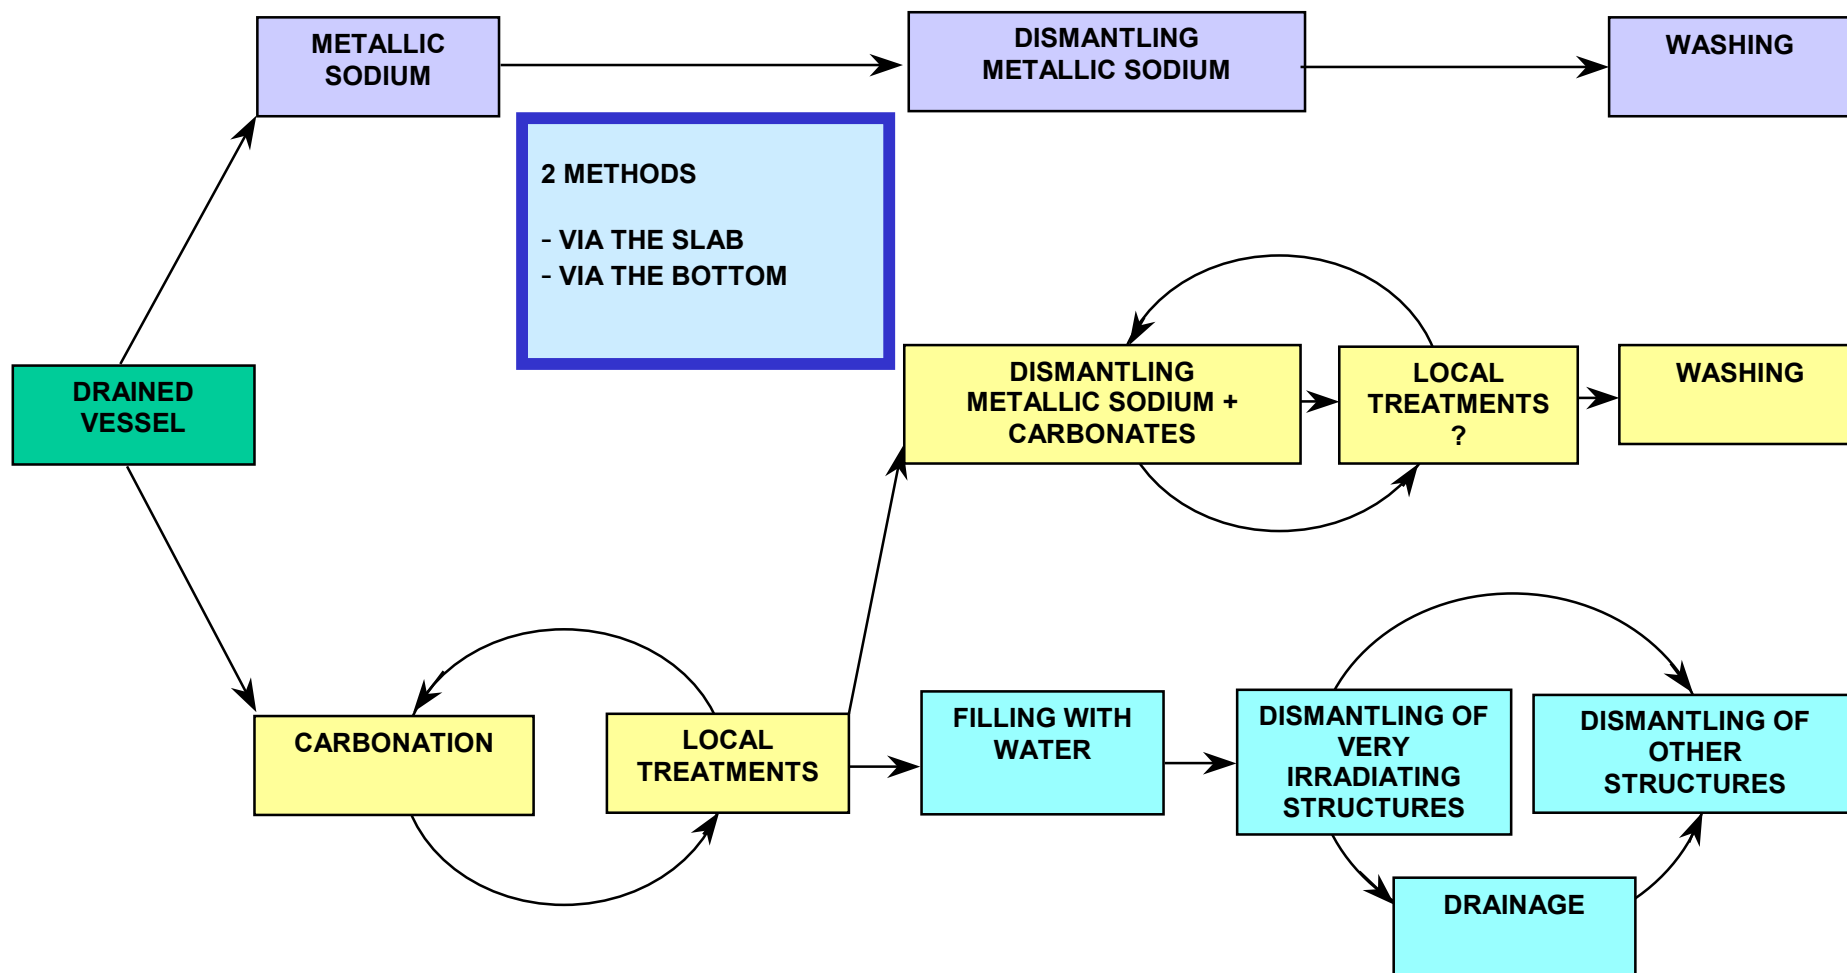 METALLIC
SODIUM
DISMANTLING
METALLIC SODIUM
WASHING
2 METHODS
- VIA THE SLAB
- VIA THE BOTTOM
DRAINED
VESSEL
DISMANTLING
METALLIC SODIUM +
CARBONATES
LOCAL
TREATMENTS
?
WASHING
CARBONATION
LOCAL
TREATMENTS
FILLING WITH
WATER
DISMANTLING OF
VERY
IRRADIATING
STRUCTURES
DISMANTLING OF
OTHER
STRUCTURES
DRAINAGE